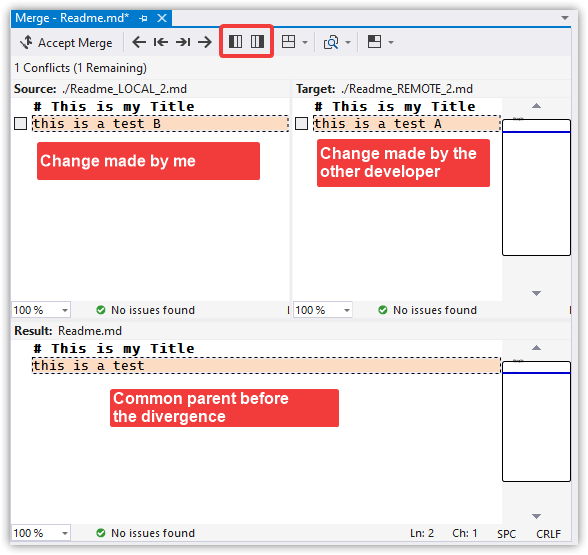 Merge - Readme.md*
Accept Merge
1 Conflicts (1 Remaining)
Source: ./Readme_LOCAL_2.md
Target: ./Readme_REMOTE_2.md
# This is my Title
# This is my Title
this is a test B
this is a test A
Change made by me
Change made by the
other developer
100 %
No issues found
100 %
No issues found
Result: Readme.md
# This is my Title
this is a test
Common parent before
the divergence
100 %
No issues found
Ln: 2
Ch: 1
SPC
CRLF